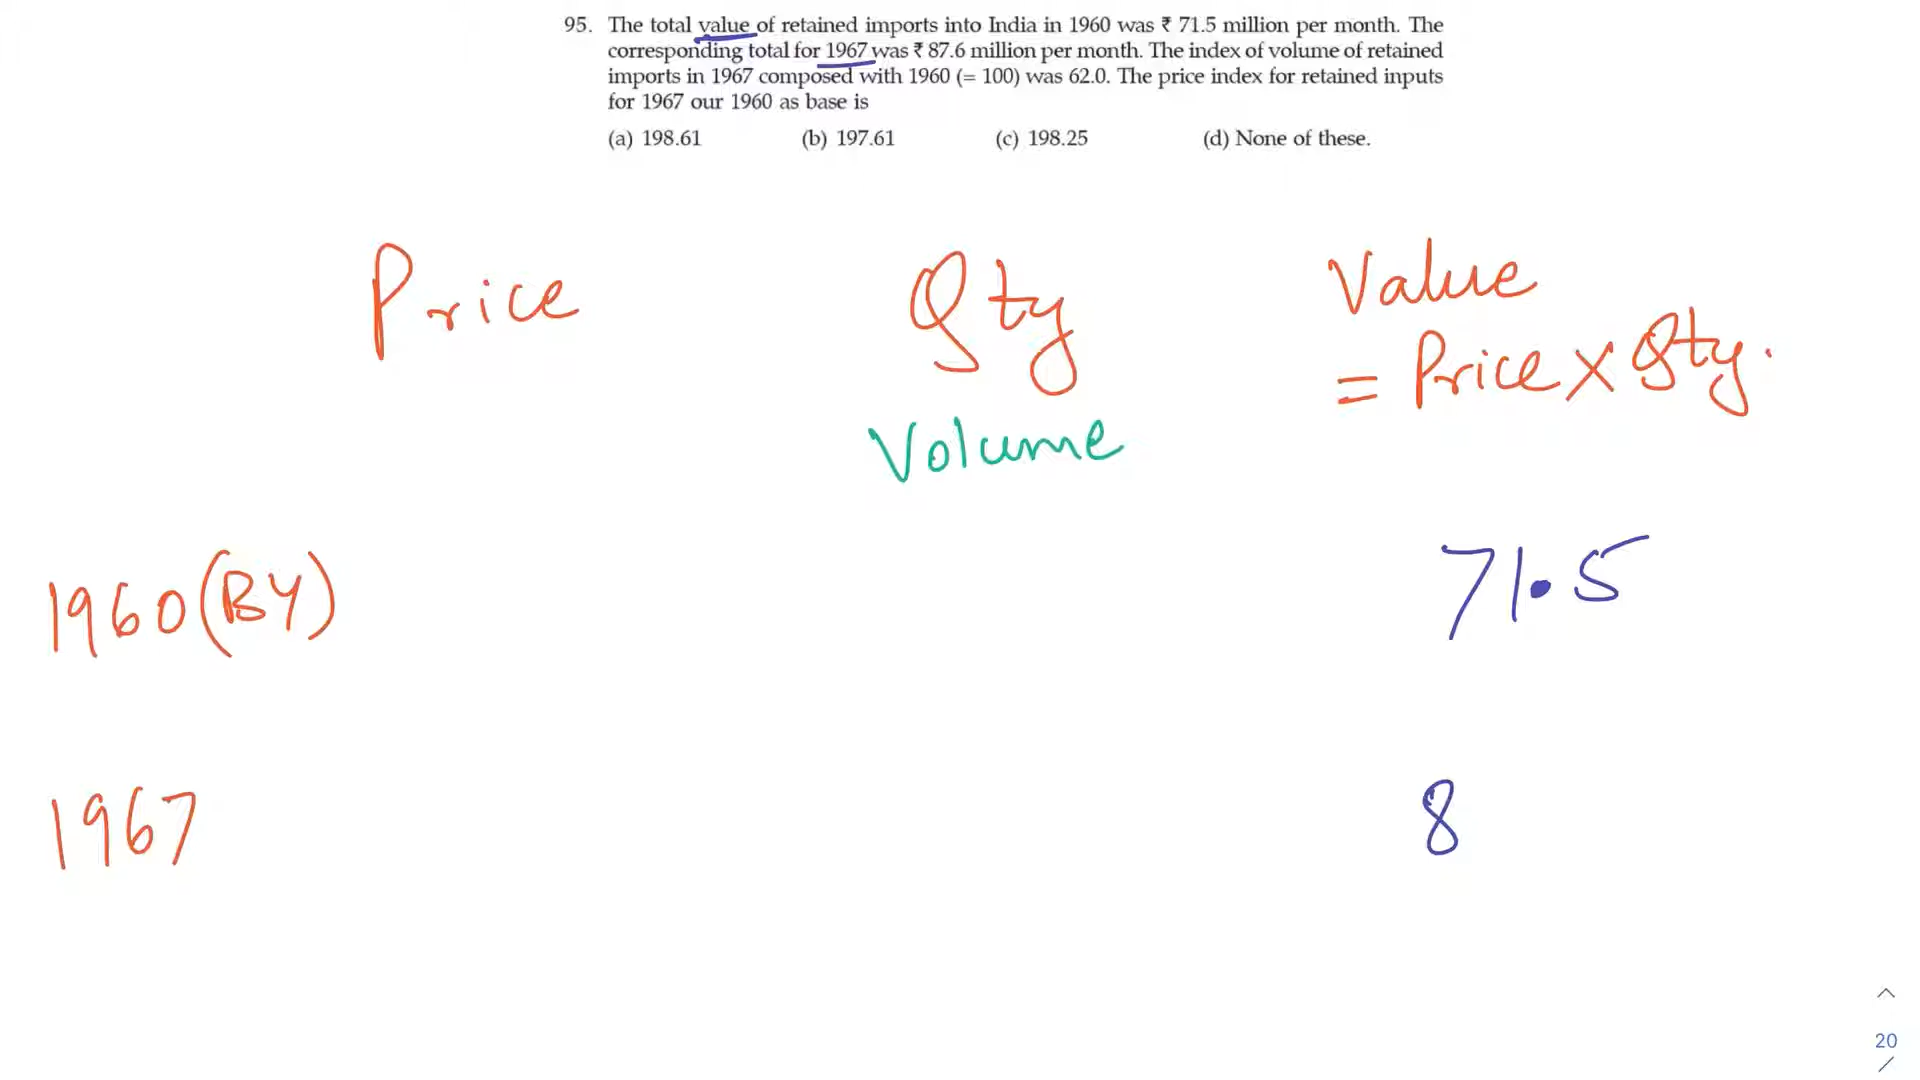 95. The total value of retained imports into India in 1960 was ₹ 71.5 million per month. The
corresponding total for 1967 was ₹ 87.6 million per month. The index of volume of retained
imports in 1967 composed with 1960 (= 100) was 62.0. The price index for retained inputs
for 1967 our 1960 as base is
(a) 198.61 (b) 197.61 (c) 198.25 (d) None of these.
Price Qty Value
= Price X Qty.
Volume
1960 (BY) 71.5
1967 8
20